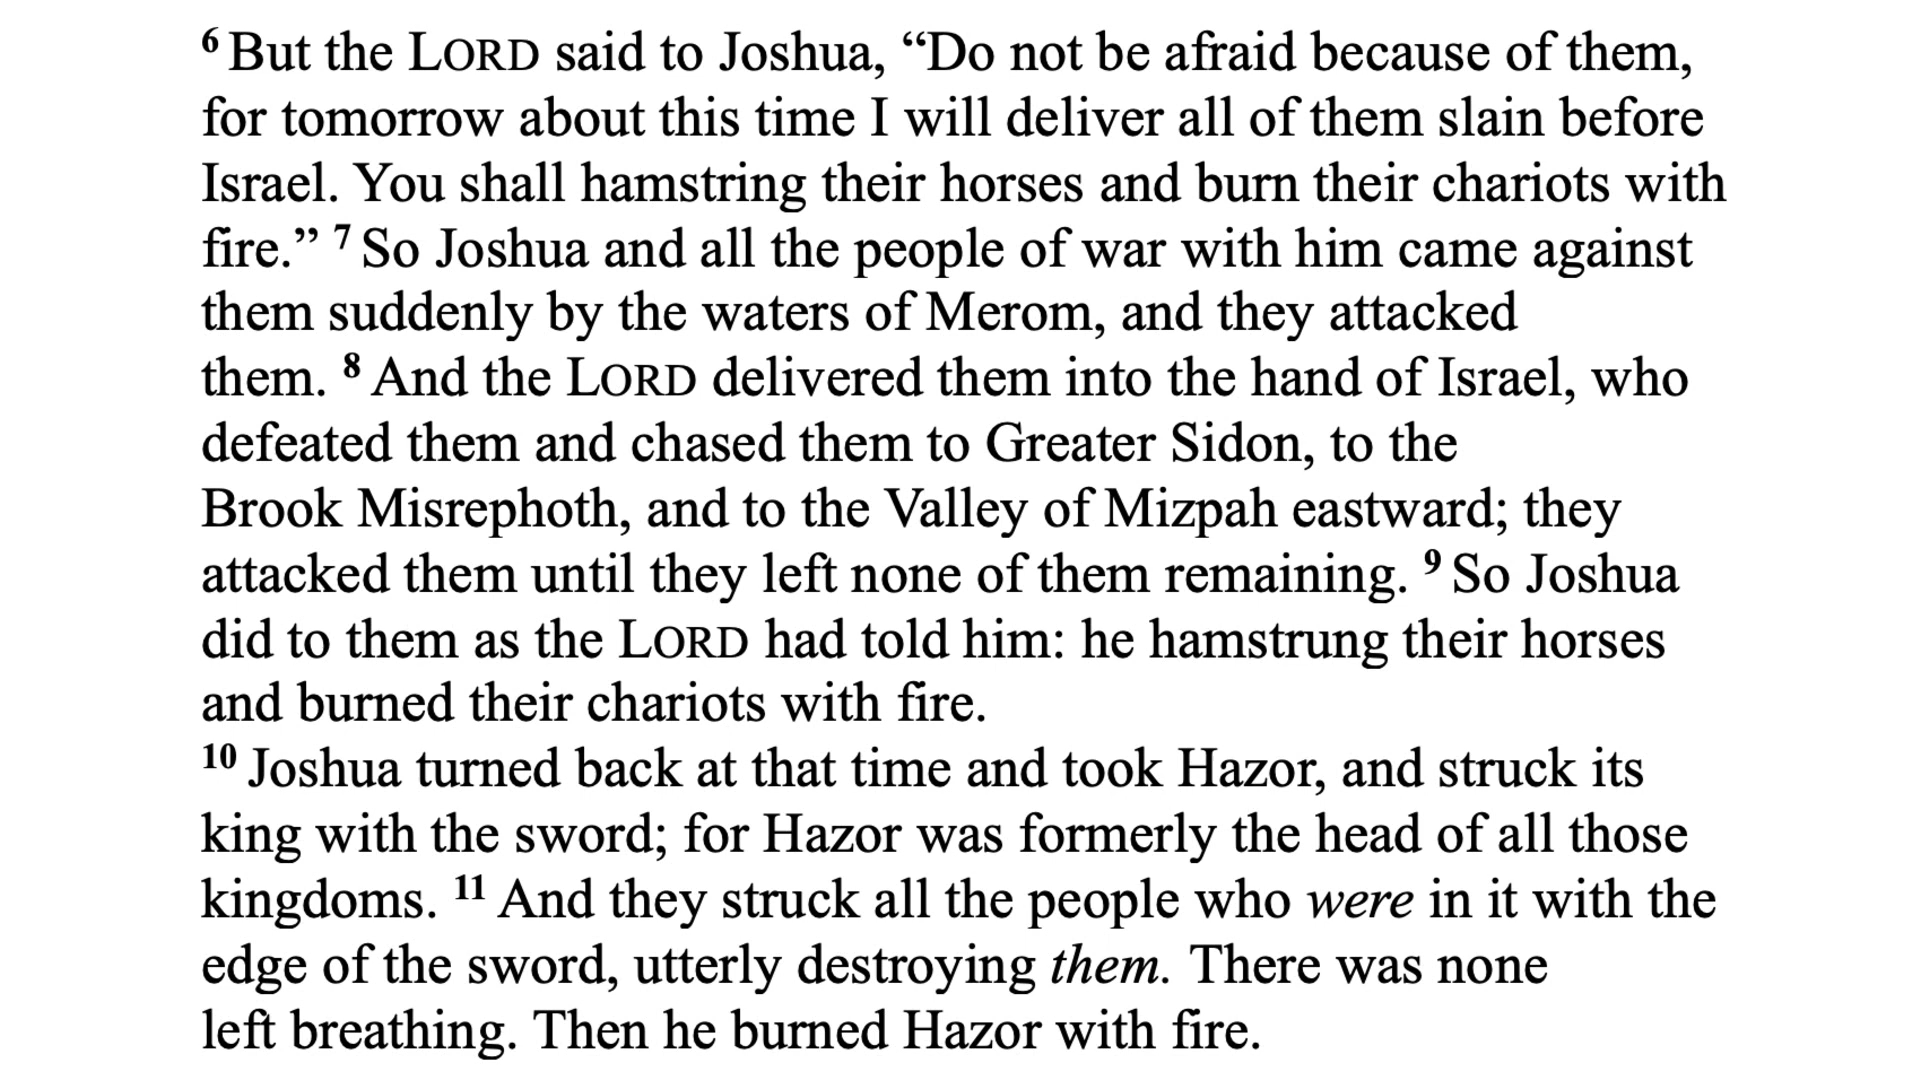 6 But the LORD said to Joshua, “Do not be afraid because of them,
for tomorrow about this time I will deliver all of them slain before
Israel. You shall hamstring their horses and burn their chariots with
fire.” 7 So Joshua and all the people of war with him came against
them suddenly by the waters of Merom, and they attacked
them. 8 And the LORD delivered them into the hand of Israel, who
defeated them and chased them to Greater Sidon, to the
Brook Misrephoth, and to the Valley of Mizpah eastward; they
attacked them until they left none of them remaining. 9 So Joshua
did to them as the LORD had told him: he hamstrung their horses
and burned their chariots with fire.
10 Joshua turned back at that time and took Hazor, and struck its
king with the sword; for Hazor was formerly the head of all those
kingdoms. 11 And they struck all the people who were in it with the
edge of the sword, utterly destroying them. There was none
left breathing. Then he burned Hazor with fire.